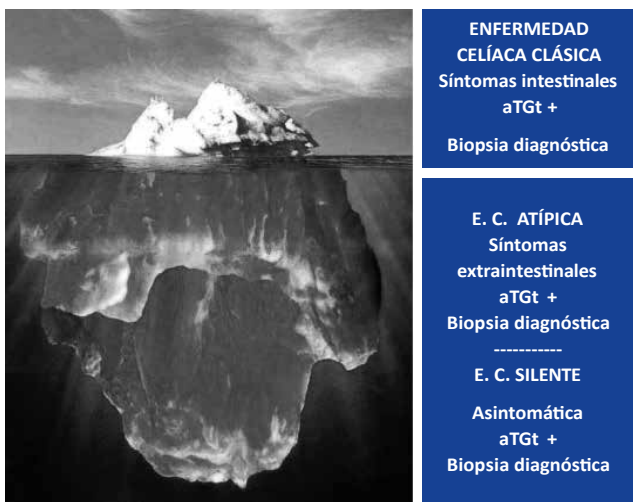 ENFERMEDAD
CELÍACA CLÁSICA
Síntomas intestinales
aTGt +
Biopsia diagnóstica
E. C. ATÍPICA
Síntomas
extraintestinales
aTGt +
Biopsia diagnóstica
-----------
E. C. SILENTE
Asintomática
aTGt +
Biopsia diagnóstica